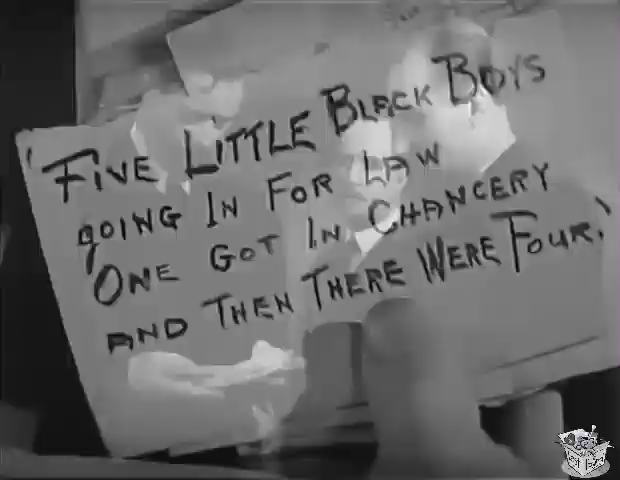 'FIVE LITTLE BLACK BOYS
GOING IN FOR LAW
ONE GOT IN CHANCERY
AND THEN THERE WERE FOUR.'